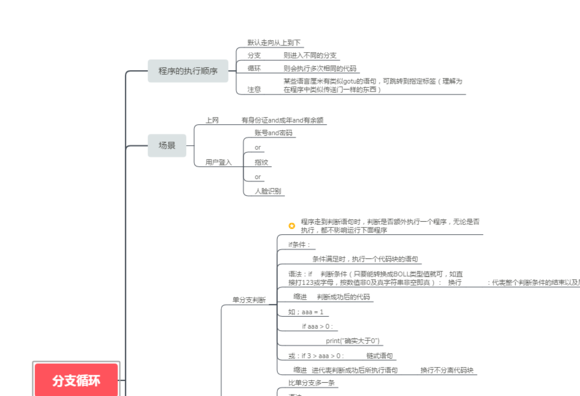 默认走向从上到下
程序的执行顺序
分支 则进入不同的分支
循环 则会执行多次相同的代码
某些语言里末有类似gotu的语句，可跳转到指定标签（理解为
注意 在程序中类似传送门一样的东西）
上网 有身份证and成年and有余额
场景
账号and密码
or
用户登入 指纹
or
人脸识别
程序走到判断语句时，判断是否额外执行一个程序，无论是否
执行，都不影响运行下面程序
if条件：
条件满足时，执行一个代码块的语句
语法：if 判断条件（只要能转换成BOLL类型值就可，如直
接打123或字母，按数值非0及真字符串非空即真）： 换行 ：代需整个判断条件的结果以及
单分支判断
缩进 判断成功后的代码
如：aaa = 1
if aaa > 0：
print("确实大于0")
或：if 3 > aaa > 0： 链式语句
缩进 进代需判断成功后所执行语句 换行不分离代码块
分支循环
比单分支多一条
语法